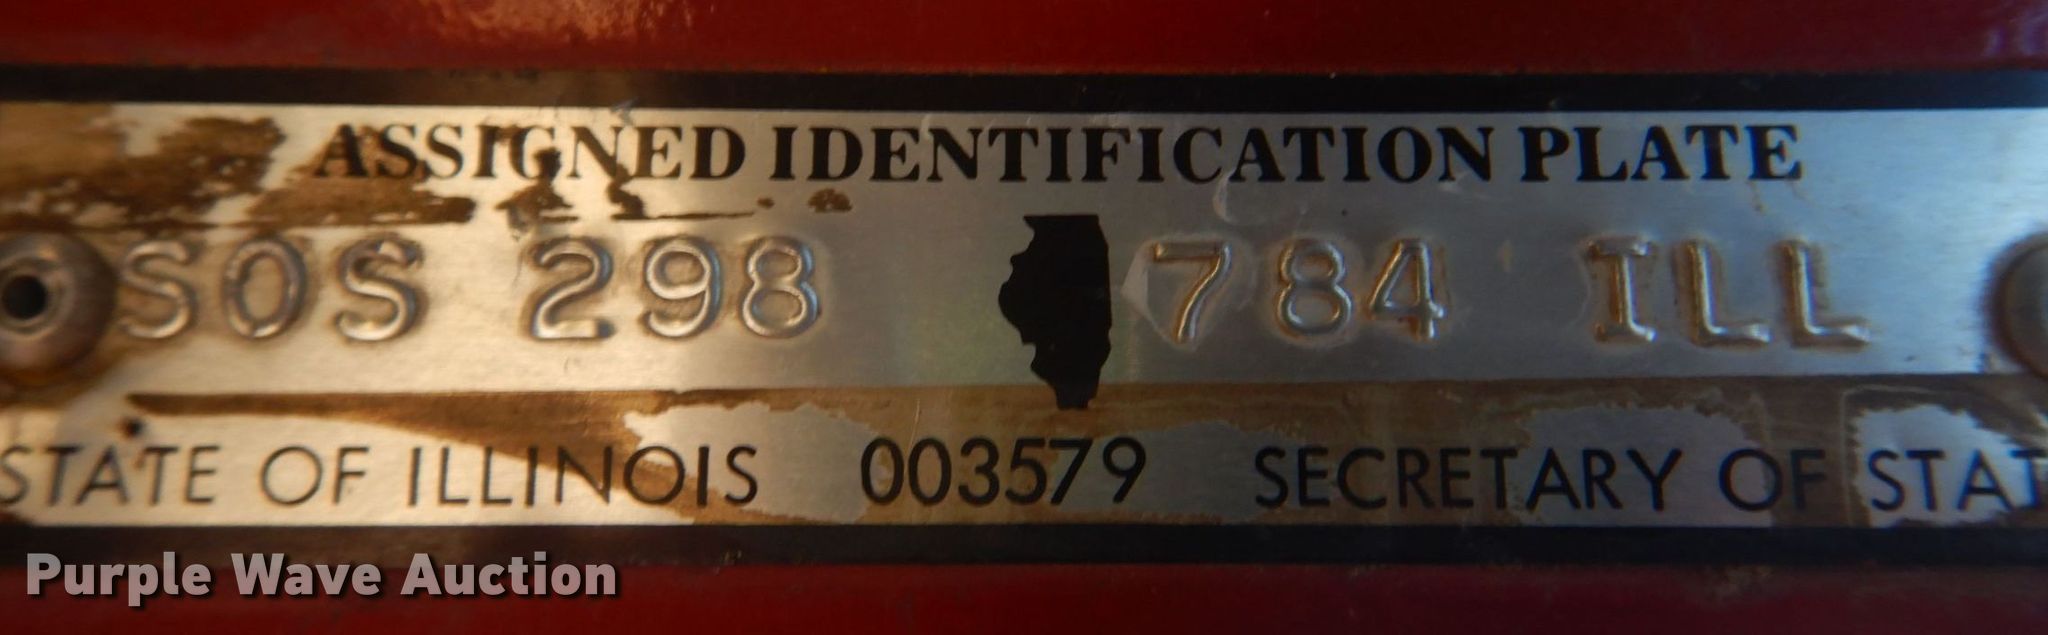 ASSIGNED IDENTIFICATION PLATE
SOS 298 784 ILL
STATE OF ILLINOIS 003579 SECRETARY OF STAT
Purple Wave Auction